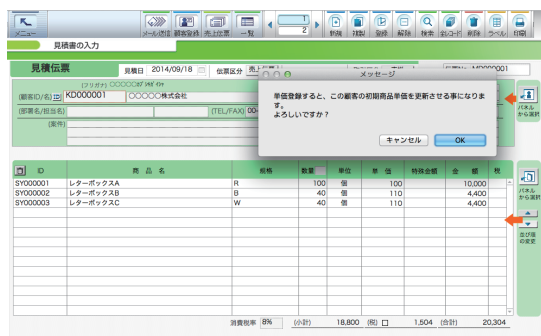 メニュー
メール送信 顧客登録 売上伝票 一覧
1
2
新規 複製 登録 解除 検索 全レコード 削除 ラベル 印刷
見積書の入力
見積伝票
見積日 2014/09/18
伝票区分
メッセージ
単価登録すると、この顧客の初期商品単価を更新させる事になります。
よろしいですか？
キャンセル
OK
(フリガナ)
(顧客ID/名) KD000001 ○○○○○株式会社
(部署名/担当名)
(TEL/FAX)
(案件)
パネルから選択
ID 商品名 規格 数量 単位 単価 特殊金額 金額 税
SY000001 レターボックスA R 100 個 100 10,000
SY000002 レターボックスB B 40 個 110 4,400
SY000003 レターボックスC W 40 個 110 4,400
パネルから選択
並び順の変更
消費税率 8% (小計) 18,800 (税) 1,504 (合計) 20,304